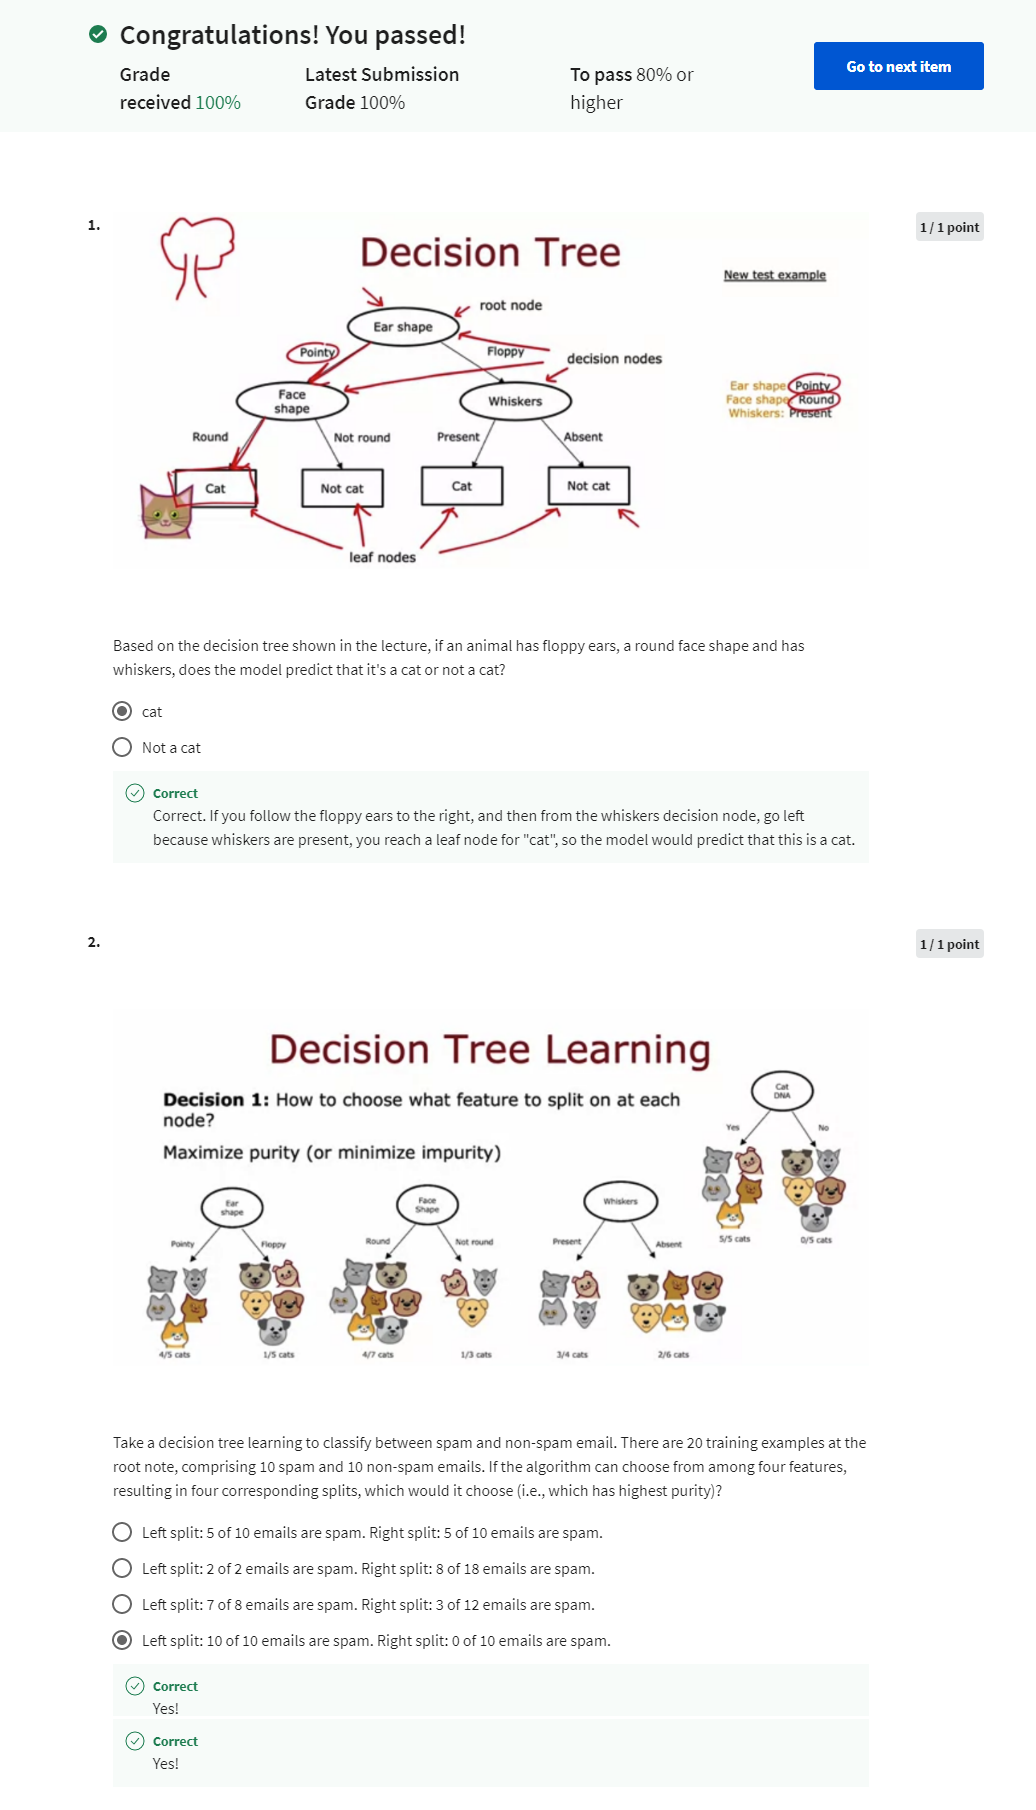 Congratulations! You passed!
Grade received 100%
Latest Submission Grade 100%
To pass 80% or higher
Go to next item
1.
1 / 1 point
Decision Tree
New test example
root node
Ear shape
Pointy
Floppy
decision nodes
Ear shape: Pointy
Face shape: Round
Whiskers: Present
Face shape
Whiskers
Round
Not round
Present
Absent
Cat
Not cat
Cat
Not cat
leaf nodes
Based on the decision tree shown in the lecture, if an animal has floppy ears, a round face shape and has
whiskers, does the model predict that it's a cat or not a cat?
cat
Not a cat
Correct
Correct. If you follow the floppy ears to the right, and then from the whiskers decision node, go left
because whiskers are present, you reach a leaf node for "cat", so the model would predict that this is a cat.
2.
1 / 1 point
Decision Tree Learning
Decision 1: How to choose what feature to split on at each
node?
Maximize purity (or minimize impurity)
Cat DNA
Yes
No
5/5 cats
0/5 cats
Ear shape
Pointy
Floppy
4/5 cats
1/5 cats
Face Shape
Round
Not round
4/7 cats
1/3 cats
Whiskers
Present
Absent
3/4 cats
2/6 cats
Take a decision tree learning to classify between spam and non-spam email. There are 20 training examples at the
root note, comprising 10 spam and 10 non-spam emails. If the algorithm can choose from among four features,
resulting in four corresponding splits, which would it choose (i.e., which has highest purity)?
Left split: 5 of 10 emails are spam. Right split: 5 of 10 emails are spam.
Left split: 2 of 2 emails are spam. Right split: 8 of 18 emails are spam.
Left split: 7 of 8 emails are spam. Right split: 3 of 12 emails are spam.
Left split: 10 of 10 emails are spam. Right split: 0 of 10 emails are spam.
Correct
Yes!
Correct
Yes!